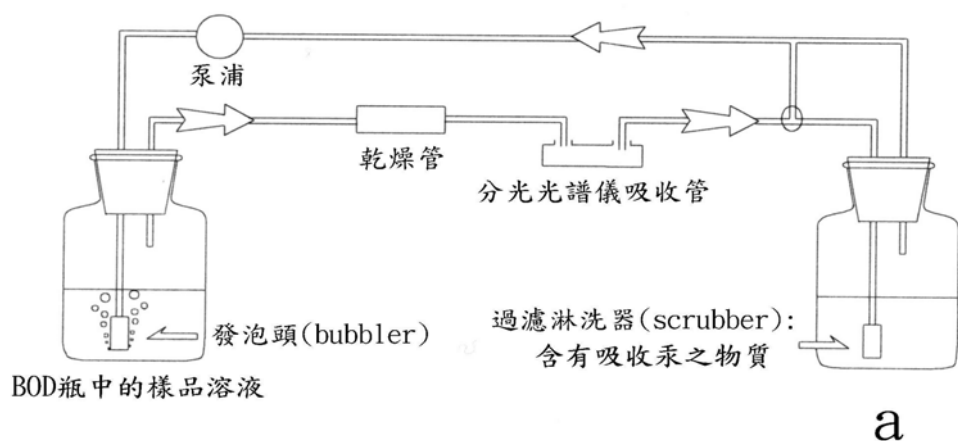 泵浦
乾燥管
分光光譜儀吸收管
發泡頭(bubbler)
過濾淋洗器(scrubber):
含有吸收汞之物質
BOD瓶中的樣品溶液
a